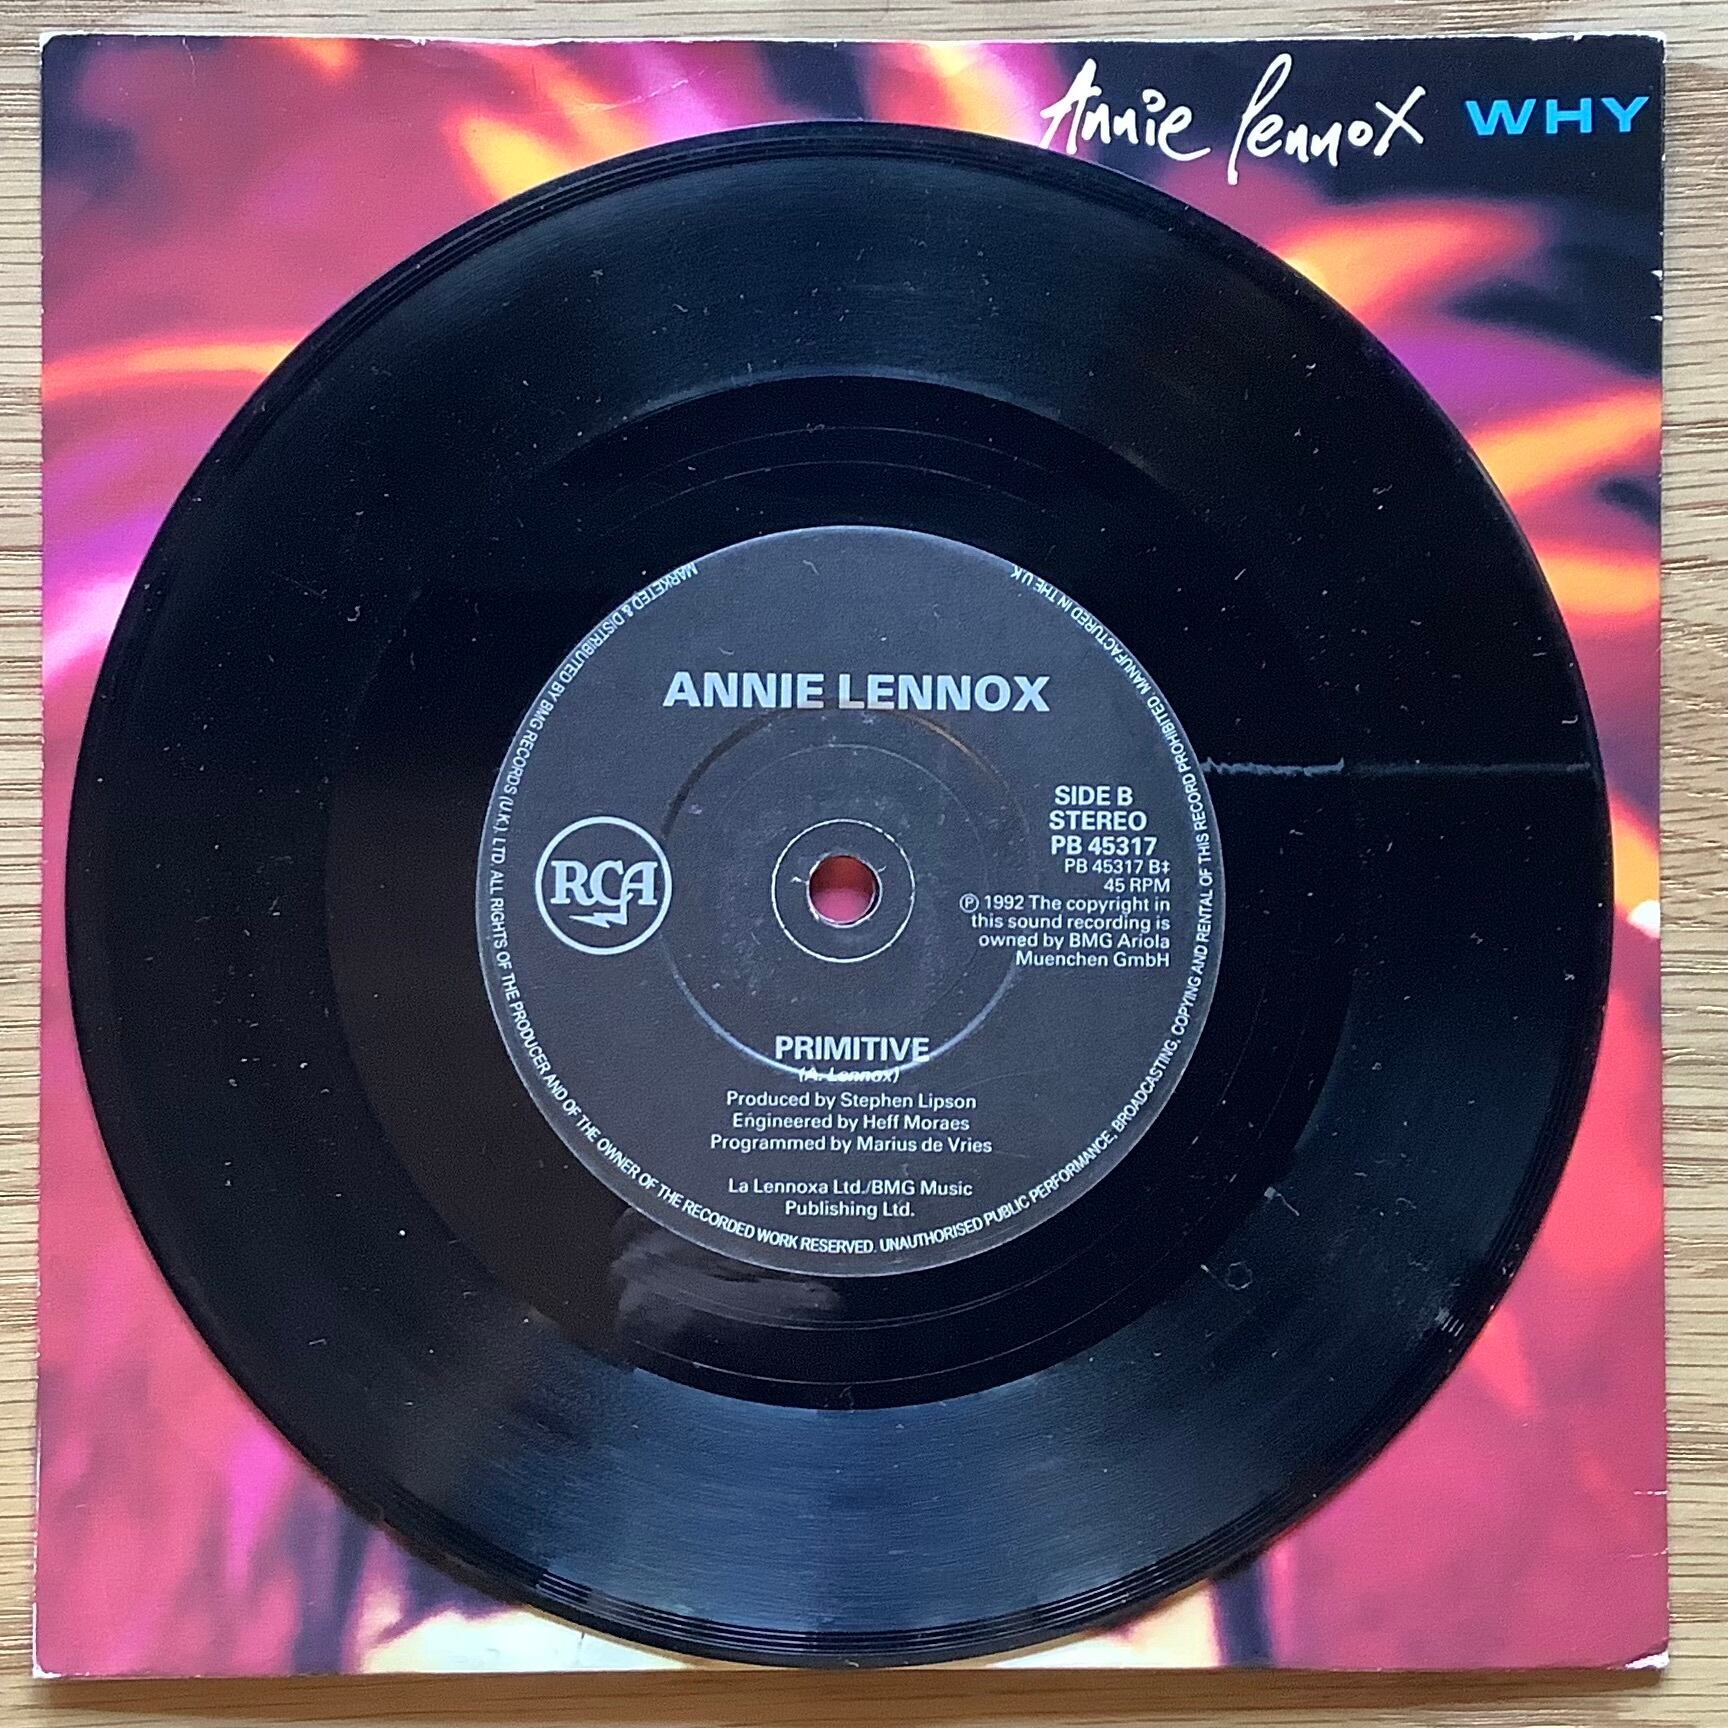 Annie Lennox WHY
MARKETED & DISTRIBUTED BY BMG RECORDS (U.K.) LTD. ALL RIGHTS OF THE PRODUCER AND OF THE OWNER OF THE RECORDED WORK RESERVED. UNAUTHORISED PUBLIC PERFORMANCE, BROADCASTING, COPYING AND RENTAL OF THIS RECORD PROHIBITED. MANUFACTURED IN THE U.K.
ANNIE LENNOX
RCA
SIDE B
STEREO
PB 45317
PB 45317 B‡
45 RPM
℗ 1992 The copyright in
this sound recording is
owned by BMG Ariola
Muenchen GmbH
PRIMITIVE
(A. Lennox)
Produced by Stephen Lipson
Engineered by Heff Moraes
Programmed by Marius de Vries
La Lennoxa Ltd./BMG Music
Publishing Ltd.